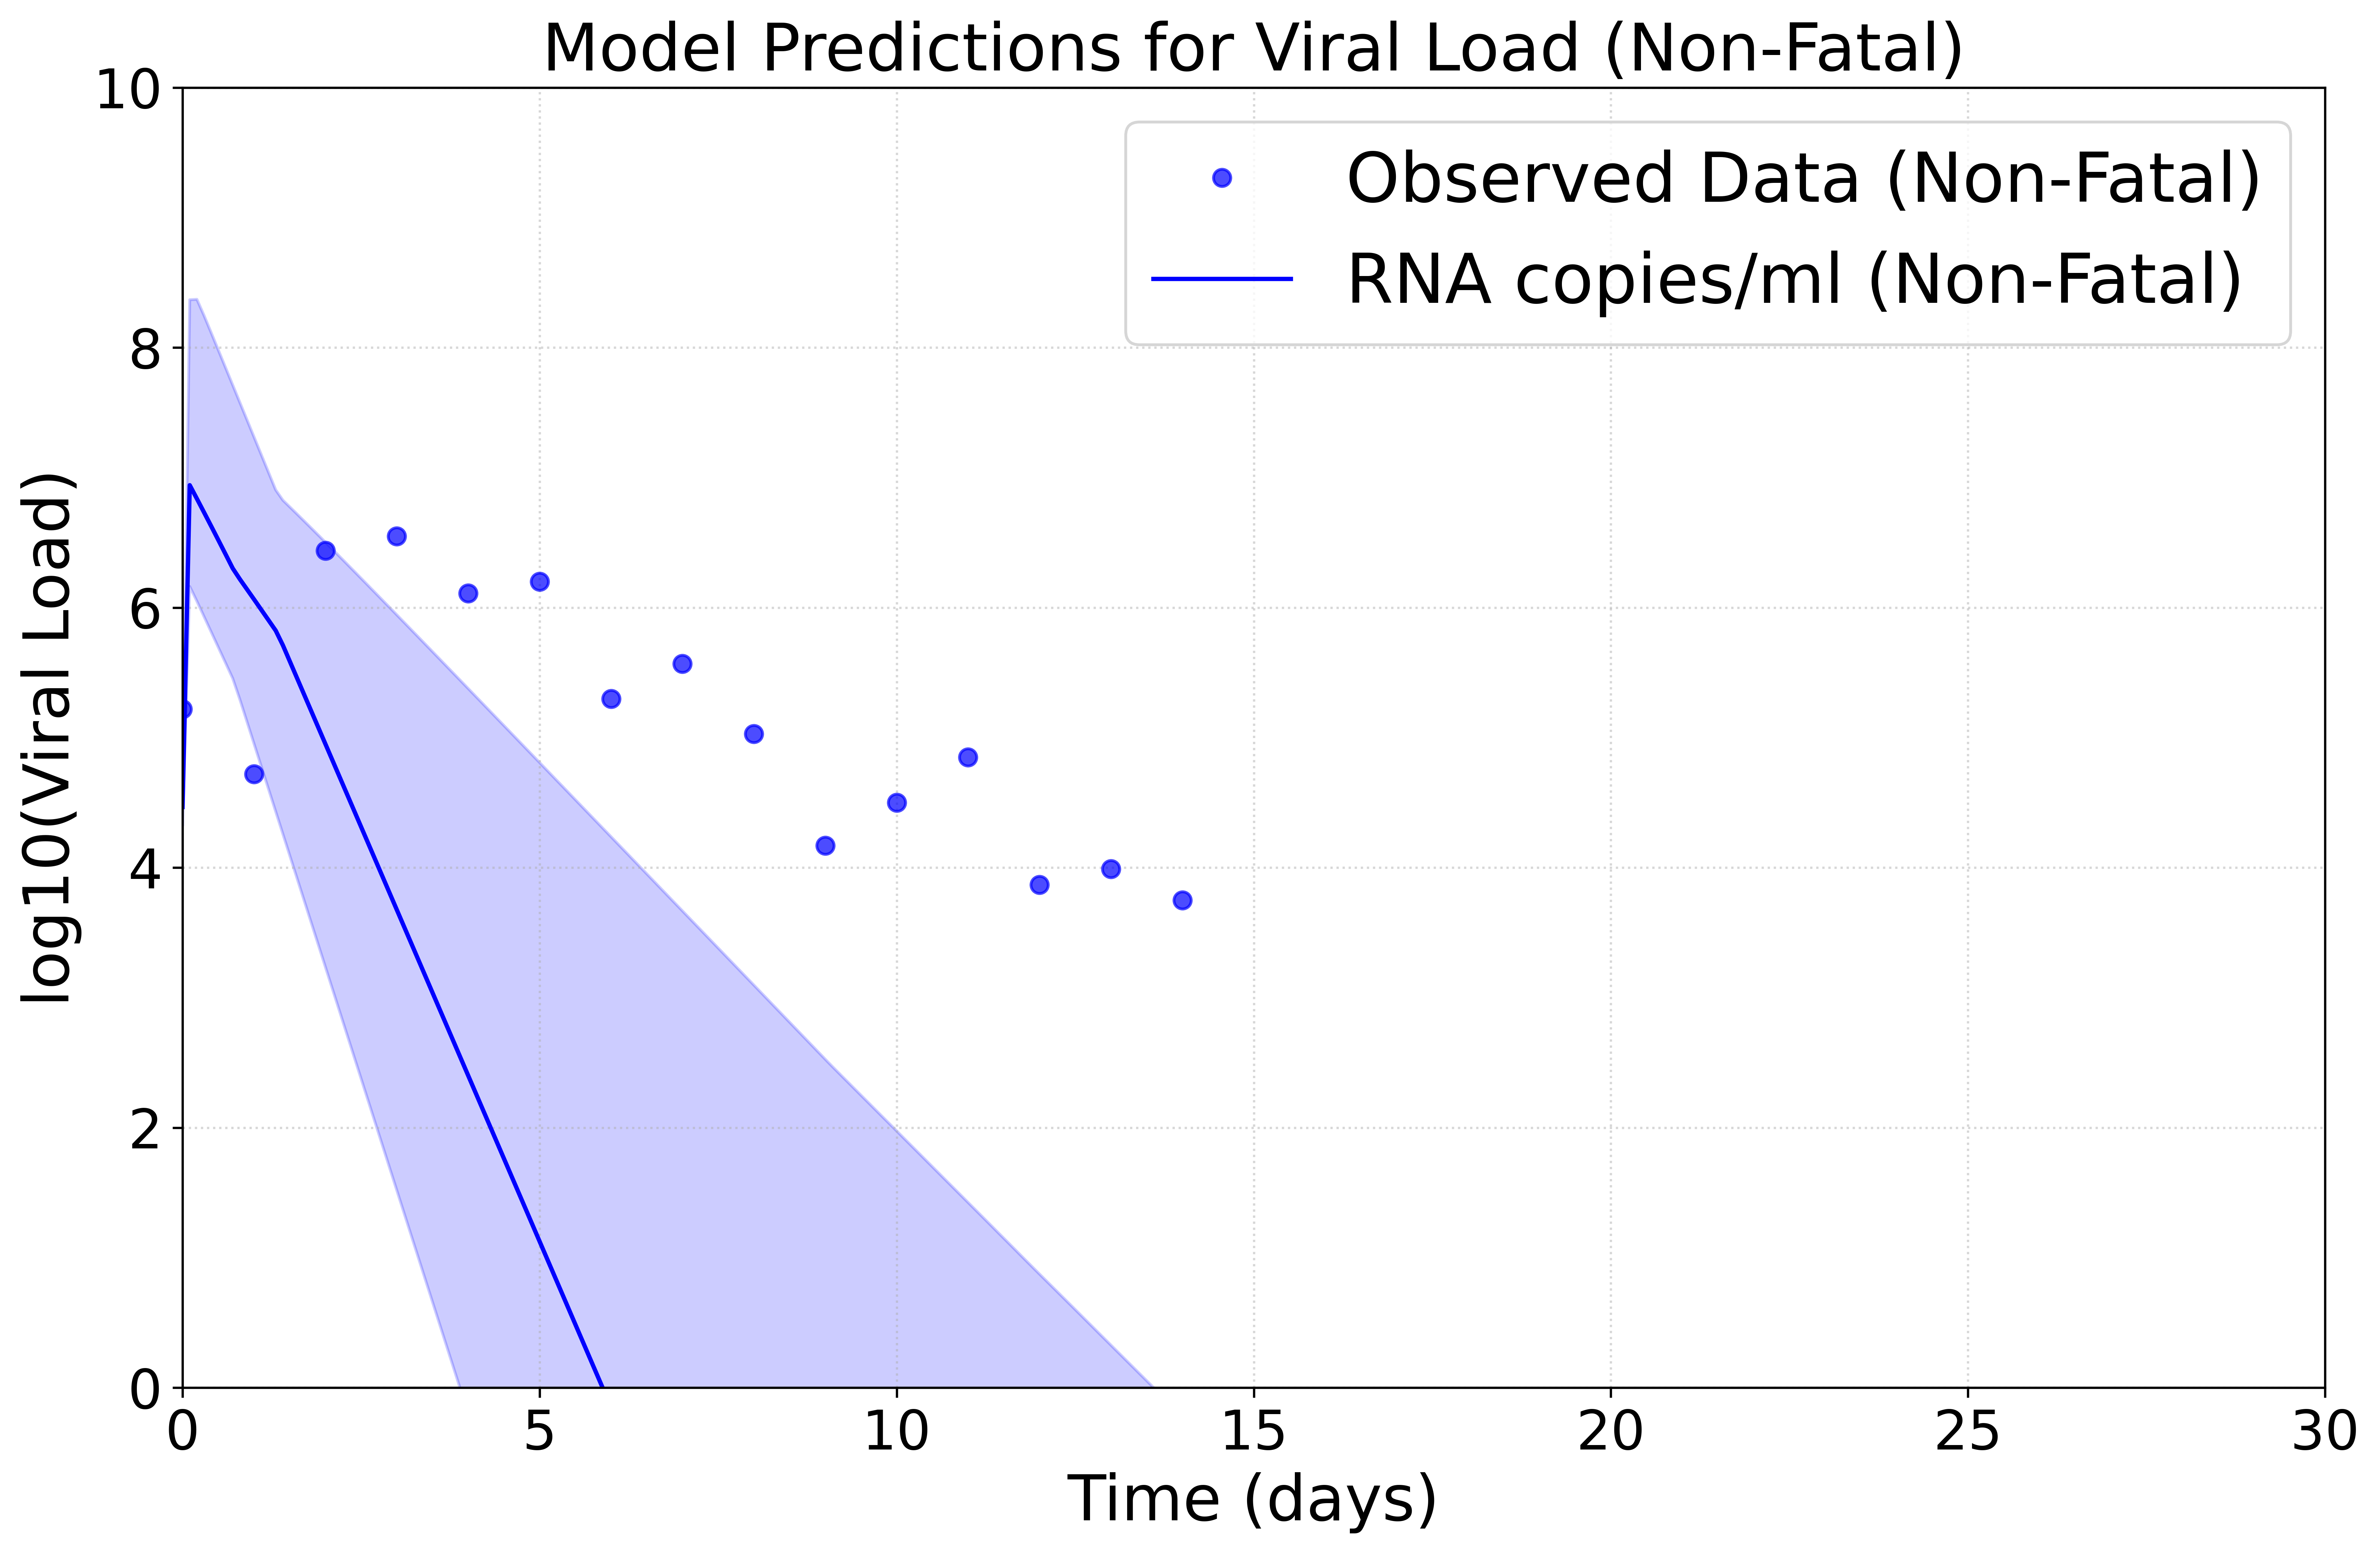 Model Predictions for Viral Load (Non-Fatal)
Observed Data (Non-Fatal)
RNA copies/ml (Non-Fatal)
log10(Viral Load)
10
8
6
4
2
0
0 5 10 15 20 25 30
Time (days)